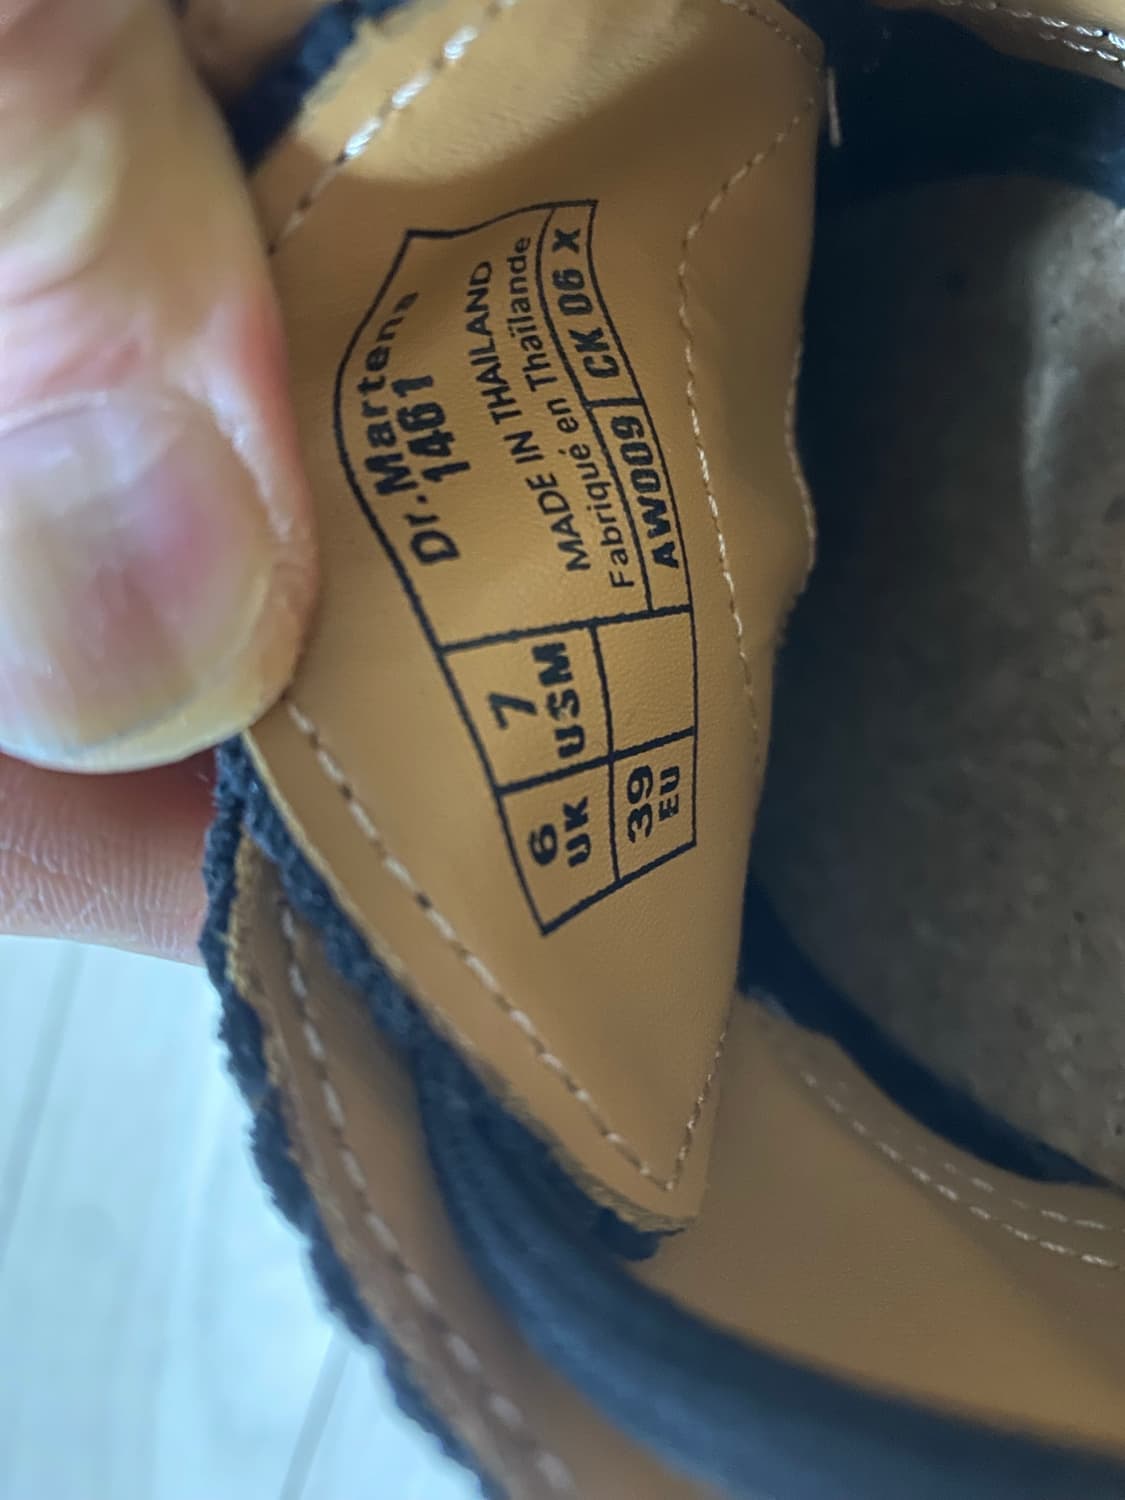 Dr.Martens
1461
MADE IN THAILAND
Fabriqué en Thaïlande
AW009 CK 06 X
6 UK
7 USM
39 EU